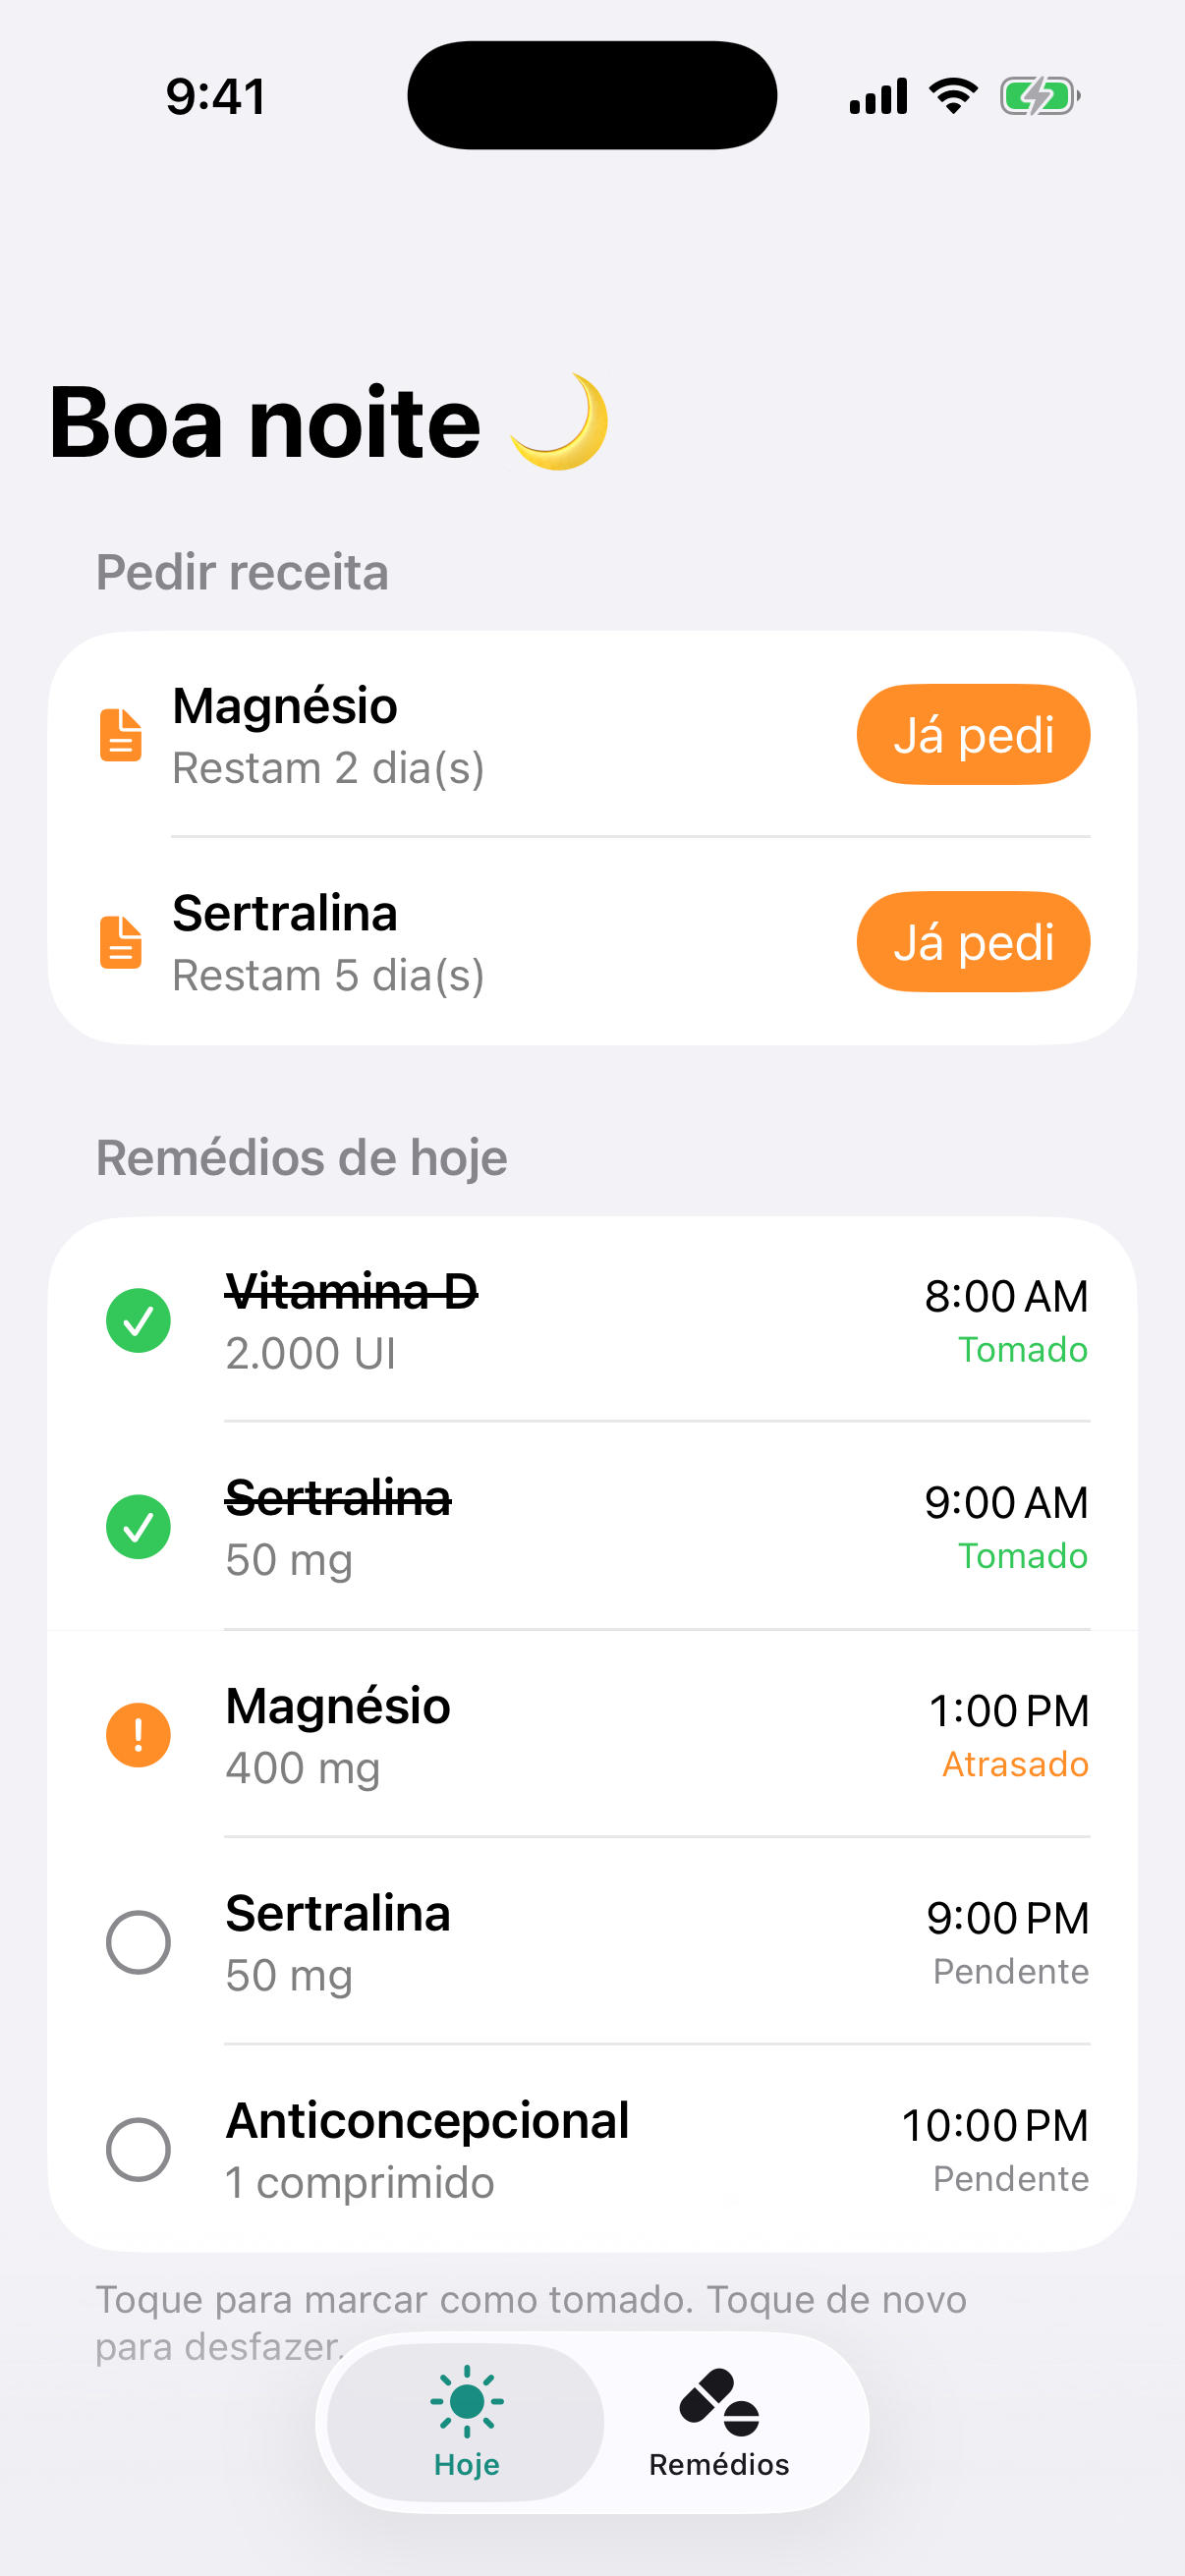 9:41
Boa noite 🌙
Pedir receita
Magnésio
Restam 2 dia(s)
Já pedi
Sertralina
Restam 5 dia(s)
Já pedi
Remédios de hoje
Vitamina D
2.000 UI
8:00 AM
Tomado
Sertralina
50 mg
9:00 AM
Tomado
Magnésio
400 mg
1:00 PM
Atrasado
Sertralina
50 mg
9:00 PM
Pendente
Anticoncepcional
1 comprimido
10:00 PM
Pendente
Toque para marcar como tomado. Toque de novo
para desfazer.
Hoje
Remédios